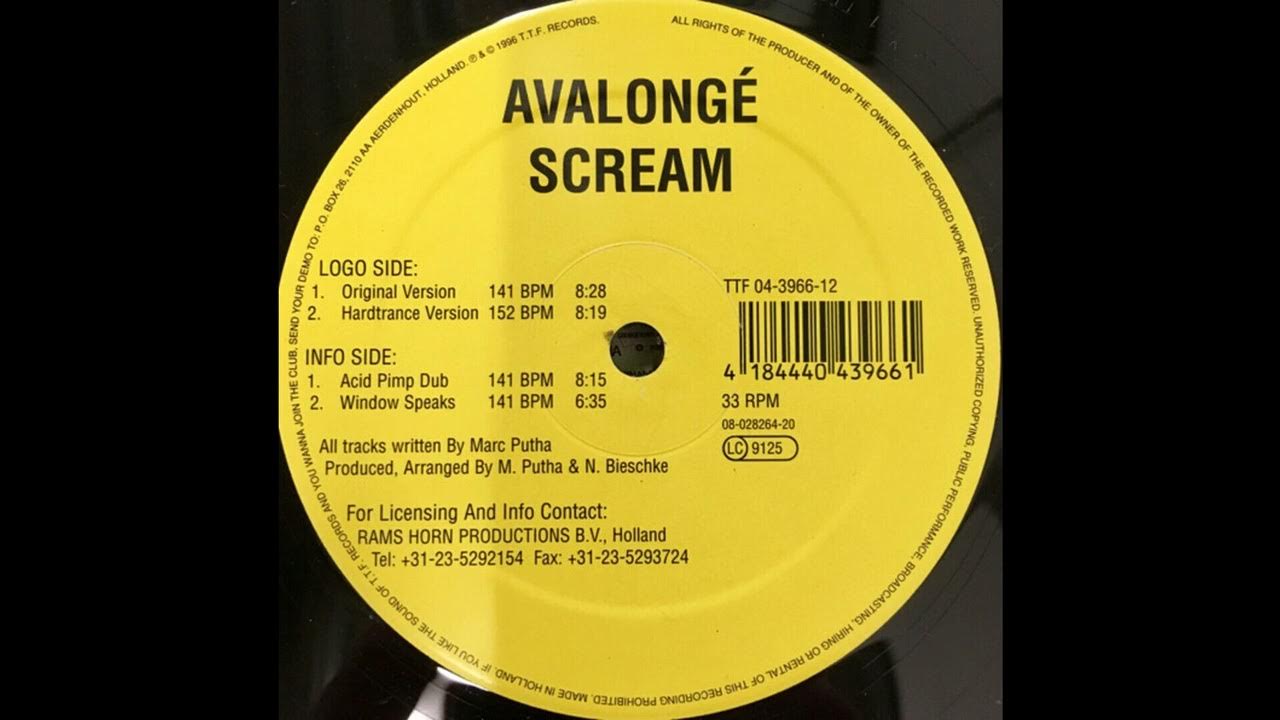 AVALONGÉ
SCREAM
LOGO SIDE:
1. Original Version 141 BPM 8:28
2. Hardtrance Version 152 BPM 8:19
INFO SIDE:
1. Acid Pimp Dub 141 BPM 8:15
2. Window Speaks 141 BPM 6:35
All tracks written By Marc Putha
Produced, Arranged By M. Putha & N. Bieschke
For Licensing And Info Contact:
RAMS HORN PRODUCTIONS B.V., Holland
Tel: +31-23-5292154 Fax: +31-23-5293724
TTF 04-3966-12
4 184440 439661
33 RPM
08-028264-20
LC 9125
ALL RIGHTS OF THE PRODUCER AND OF THE OWNER OF THE RECORDED WORK RESERVED. UNAUTHORIZED COPYING, PUBLIC PERFORMANCE, BROADCASTING, HIRING OR RENTAL OF THIS RECORDING PROHIBITED. MADE IN HOLLAND. IF YOU LIKE THE SOUND OF T.T.F. RECORDS AND YOU WANNA JOIN THE CLUB. SEND YOUR DEMO TO: P.O. BOX 26, 2110 AA AERDENHOUT, HOLLAND. ℗ & © 1996 T.T.F. RECORDS.